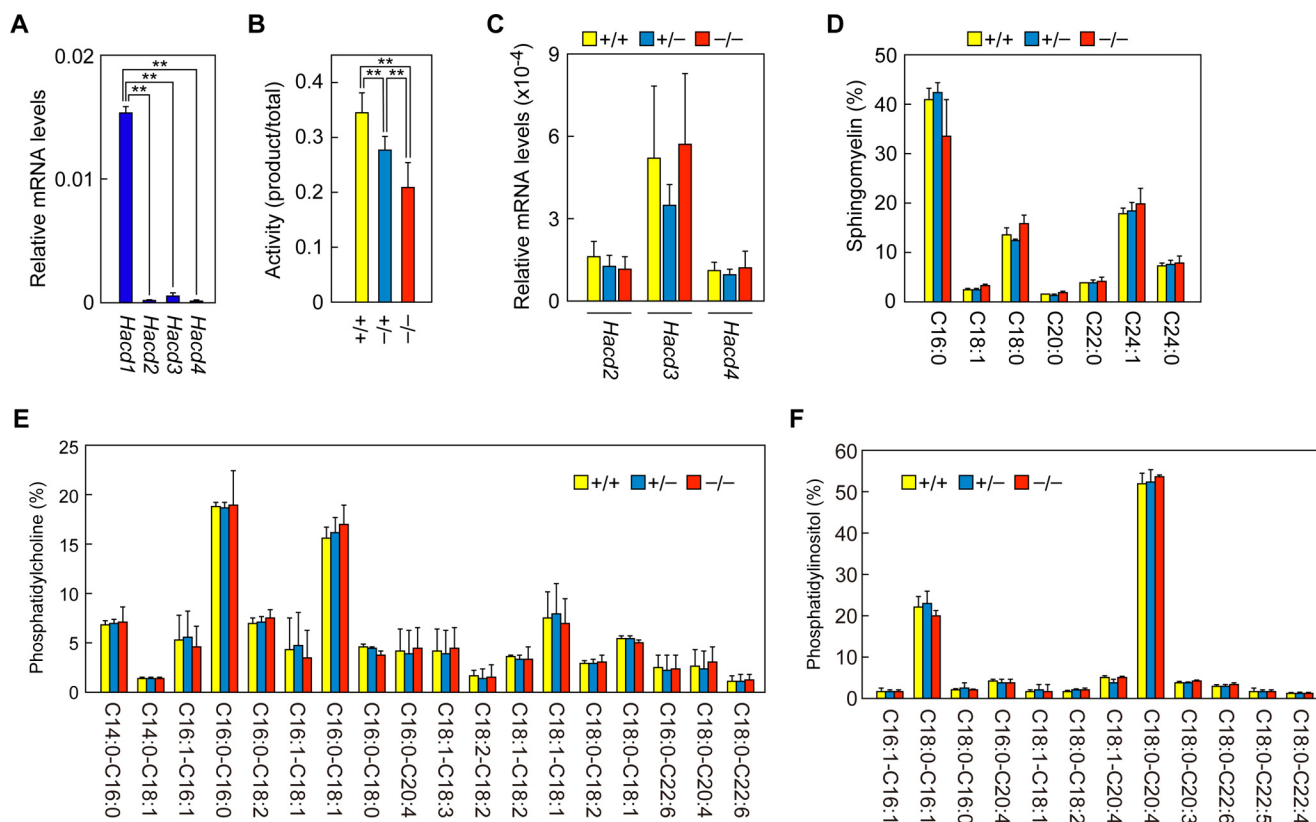 A
Relative mRNA levels
0.02
0.01
0
**
**
**
Hacd1
Hacd2
Hacd3
Hacd4
B
Activity (product/total)
0.4
0.3
0.2
0.1
0
**
** **
+/+
+/−
−/−
C
+/+ +/− −/−
Relative mRNA levels (x10-4)
9
6
3
0
Hacd2
Hacd3
Hacd4
D
+/+ +/− −/−
Sphingomyelin (%)
50
40
30
20
10
0
C16:0
C18:1
C18:0
C20:0
C22:0
C24:1
C24:0
E
+/+ +/− −/−
Phosphatidylcholine (%)
25
20
15
10
5
0
C14:0-C16:0
C14:0-C18:1
C16:1-C16:1
C16:0-C16:0
C16:0-C18:2
C16:1-C18:1
C16:0-C18:1
C16:0-C18:0
C16:0-C20:4
C18:1-C18:3
C18:2-C18:2
C18:1-C18:2
C18:1-C18:1
C18:0-C18:2
C18:0-C18:1
C16:0-C22:6
C18:0-C20:4
C18:0-C22:6
F
+/+ +/− −/−
Phosphatidylinositol (%)
60
50
40
30
20
10
0
C16:1-C16:1
C18:0-C16:1
C18:0-C16:0
C16:0-C20:4
C18:1-C18:1
C18:0-C18:2
C18:1-C20:4
C18:0-C20:4
C18:0-C20:3
C18:0-C22:6
C18:0-C22:5
C18:0-C22:4